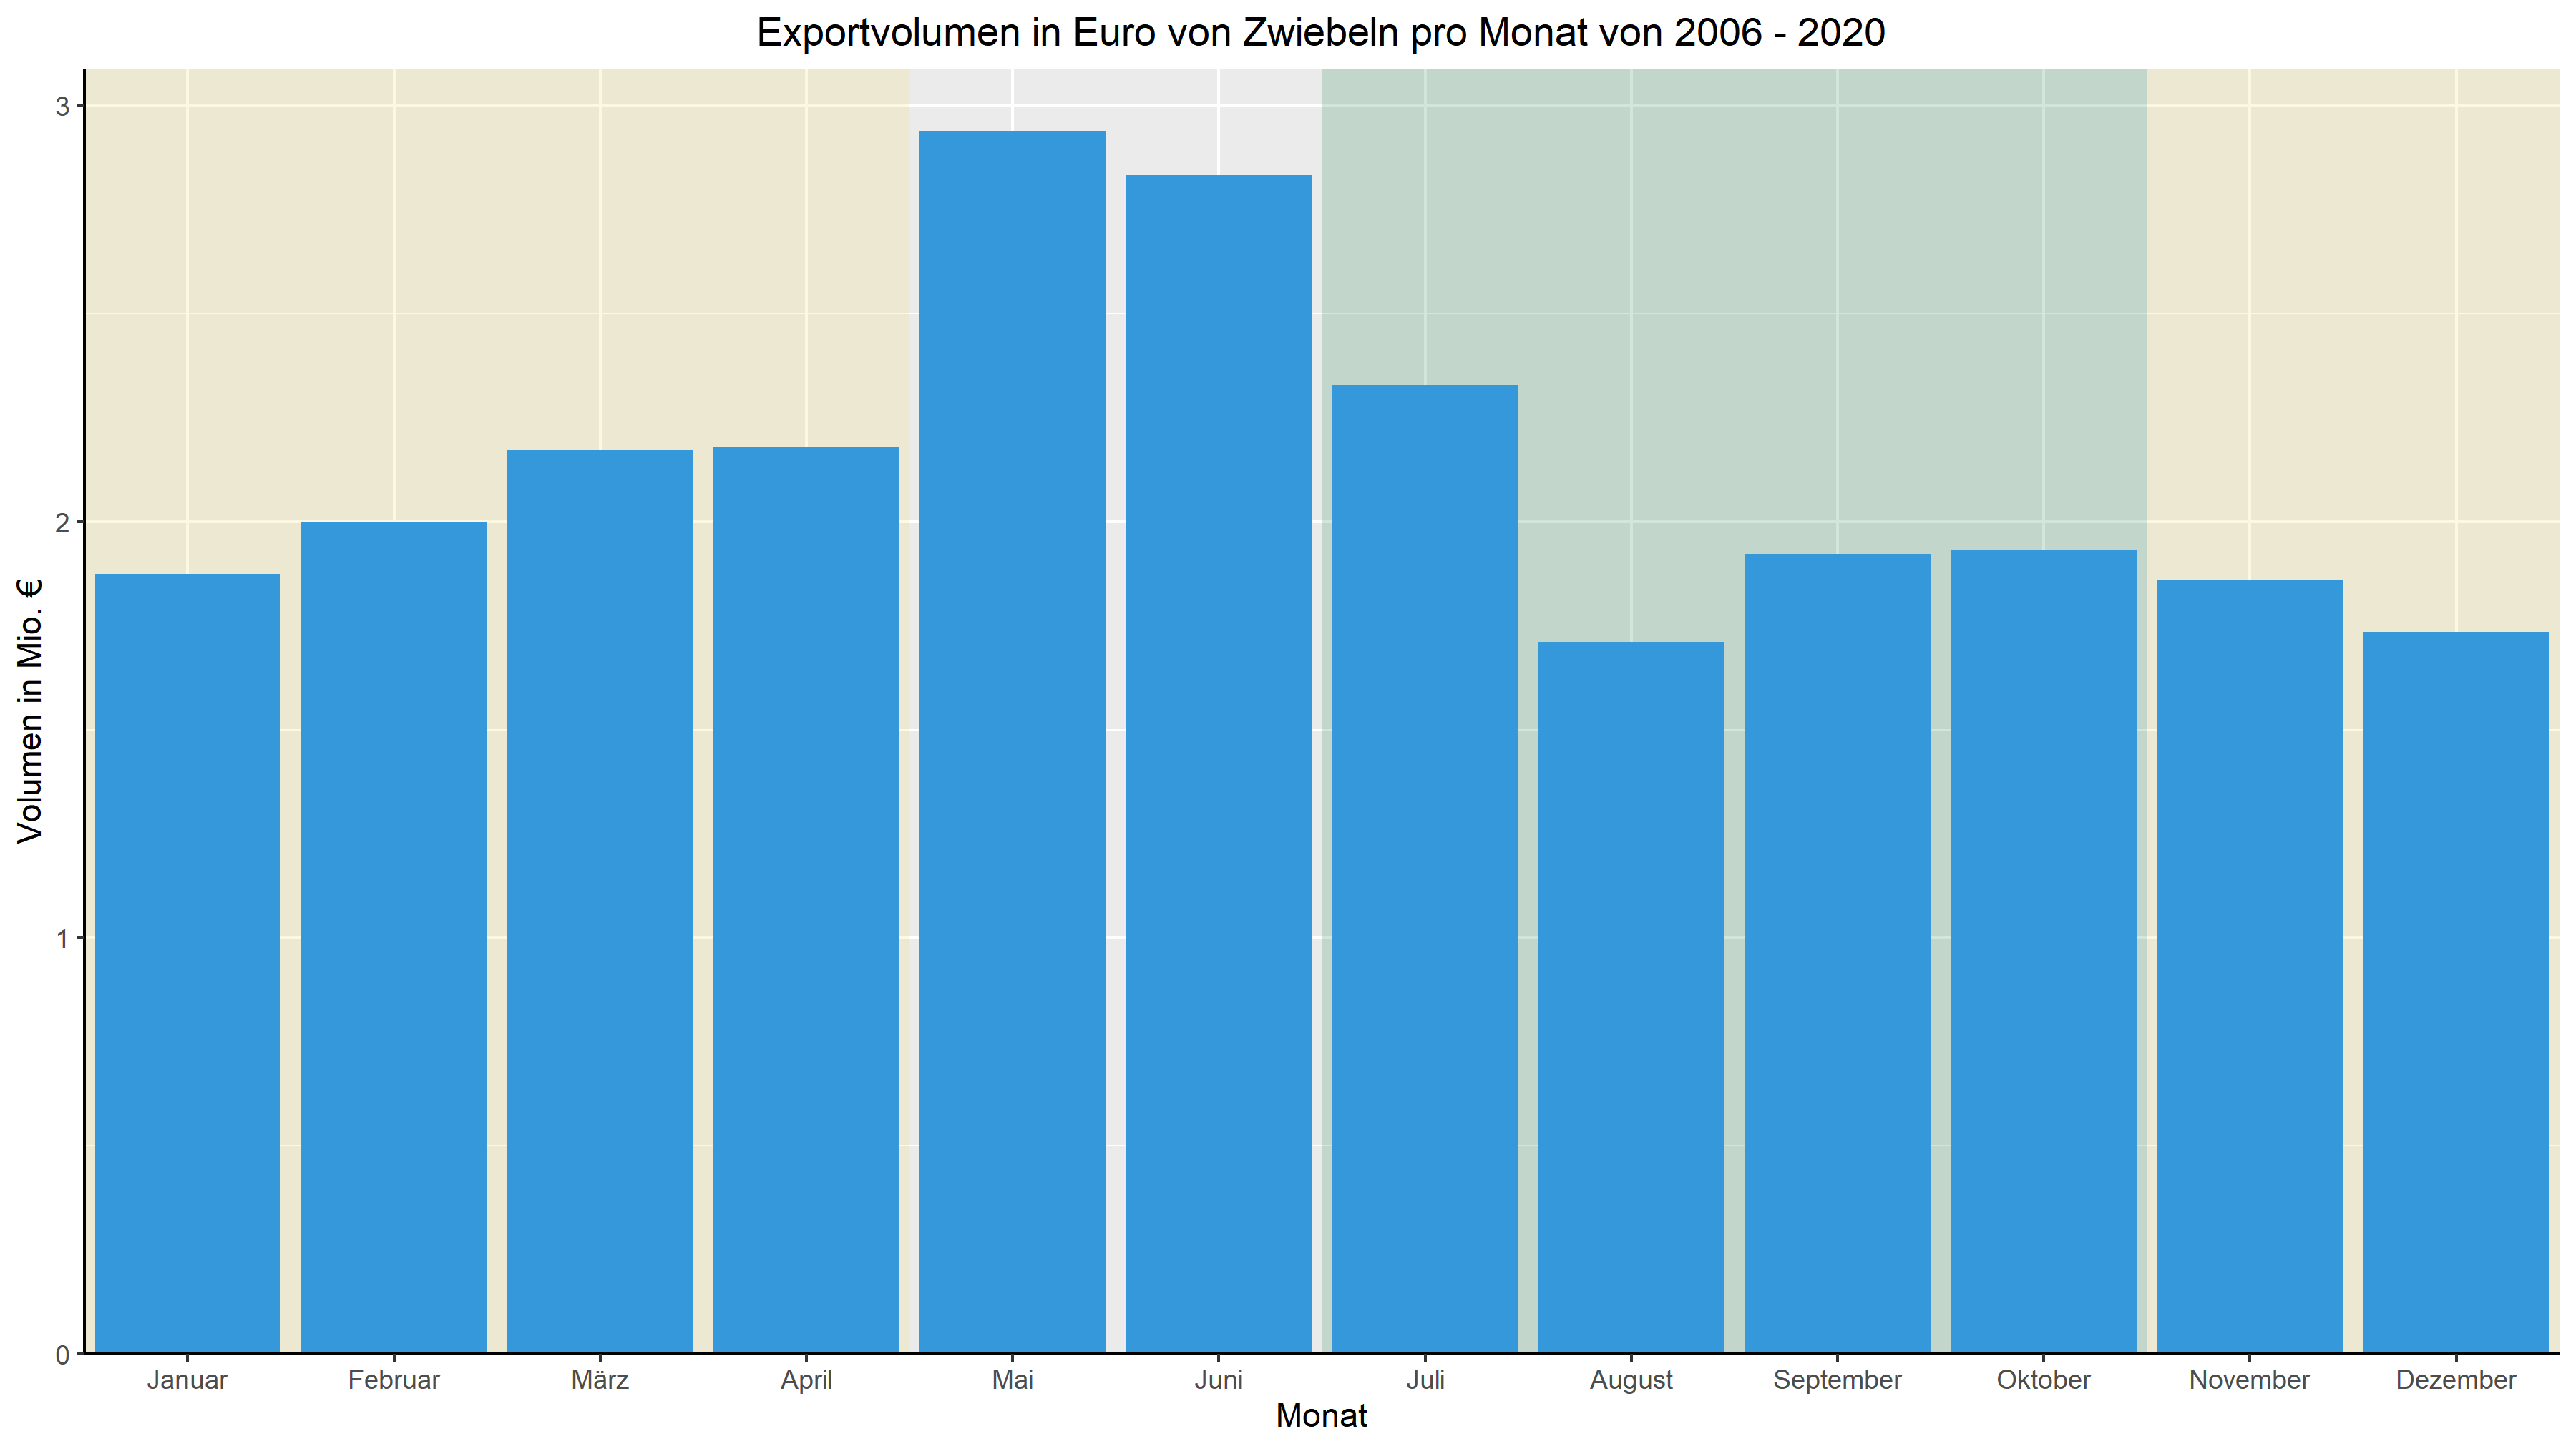 Exportvolumen in Euro von Zwiebeln pro Monat von 2006 - 2020
Volumen in Mio. €
3
2
1
0
Januar Februar März April Mai Juni Juli August September Oktober November Dezember
Monat